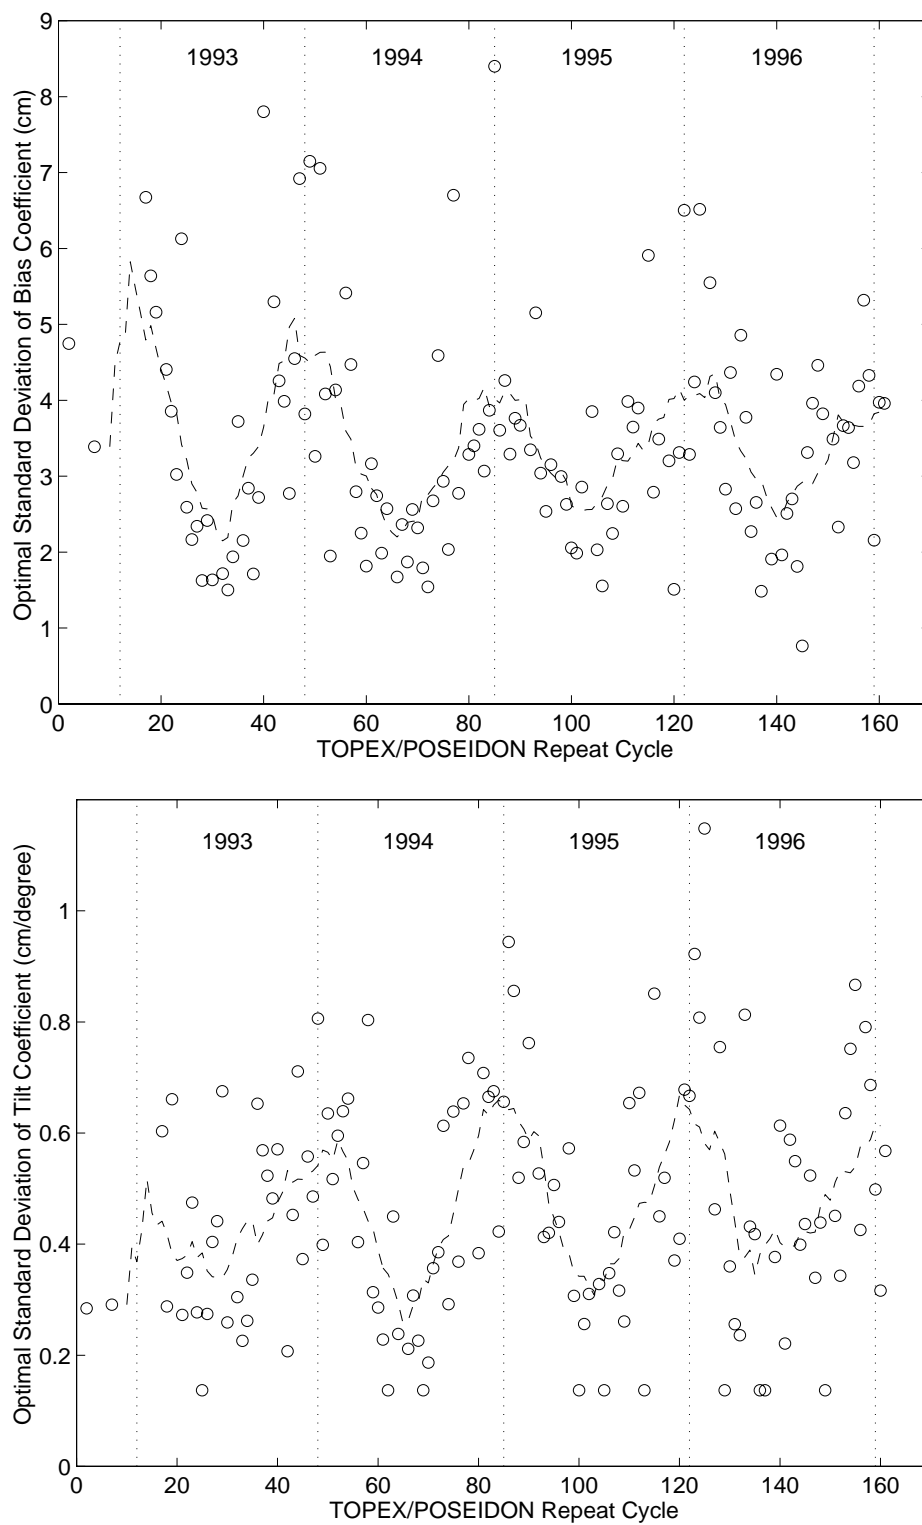 9
1993 1994 1995 1996
8
7
6
5
4
3
2
1
0
Optimal Standard Deviation of Bias Coefficient (cm)
0 20 40 60 80 100 120 140 160
TOPEX/POSEIDON Repeat Cycle
1993 1994 1995 1996
1
0.8
0.6
0.4
0.2
0
Optimal Standard Deviation of Tilt Coefficient (cm/degree)
0 20 40 60 80 100 120 140 160
TOPEX/POSEIDON Repeat Cycle